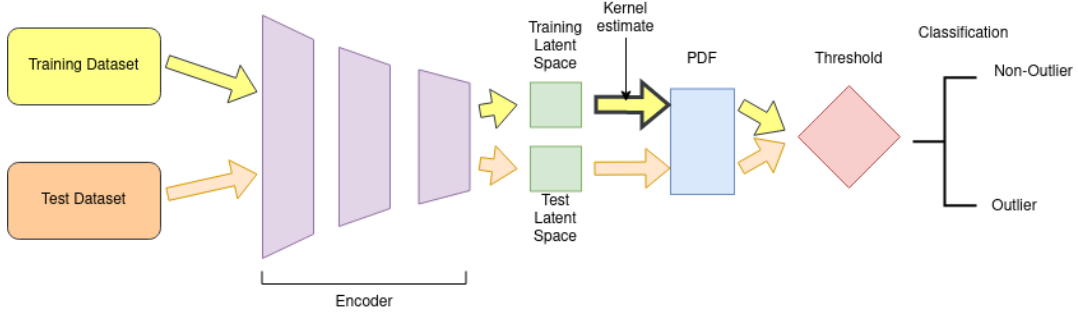 Training Dataset
Test Dataset
Encoder
Training
Latent
Space
Test
Latent
Space
Kernel
estimate
PDF
Threshold
Classification
Non-Outlier
Outlier